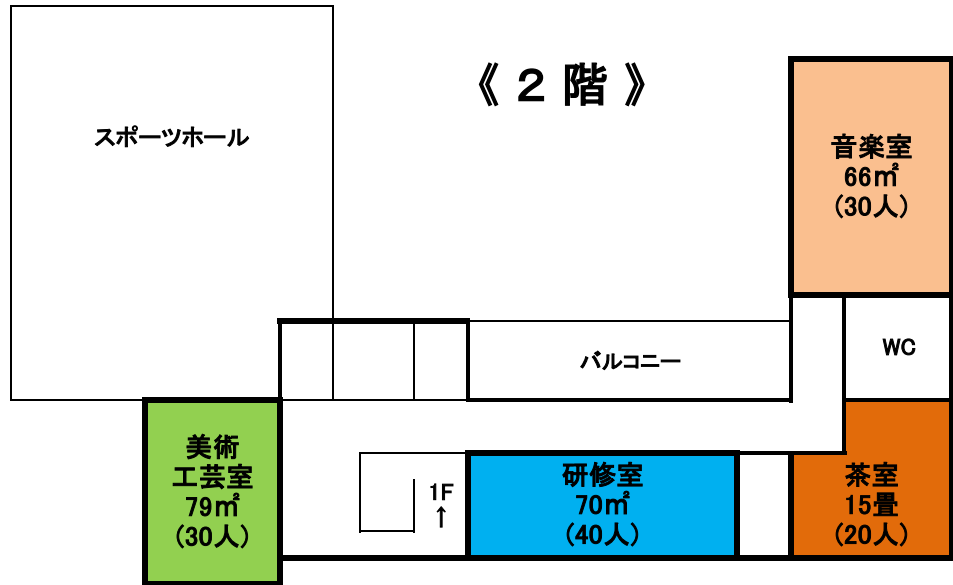 《 2 階 》
スポーツホール
音楽室
66㎡
(30人)
バルコニー
WC
美術
工芸室
79㎡
(30人)
1F
↑
研修室
70㎡
(40人)
茶室
15畳
(20人)